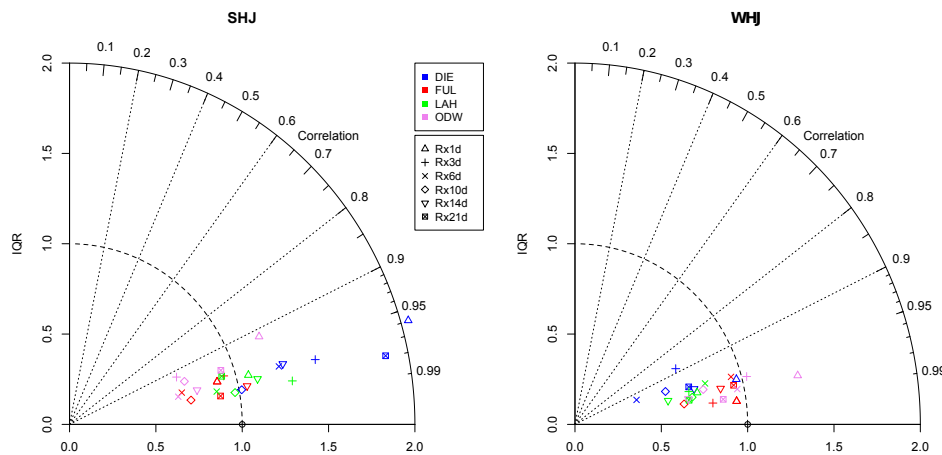 SHJ
0.1
0.2
0.3
0.4
0.5
0.6
0.7
0.8
0.9
0.95
0.99
Correlation
IQR
2.0
1.5
1.0
0.5
0.0
0.0 0.5 1.0 1.5 2.0
DIE
FUL
LAH
ODW
Rx1d
Rx3d
Rx6d
Rx10d
Rx14d
Rx21d
WHJ
0.1
0.2
0.3
0.4
0.5
0.6
0.7
0.8
0.9
0.95
0.99
Correlation
IQR
2.0
1.5
1.0
0.5
0.0
0.0 0.5 1.0 1.5 2.0